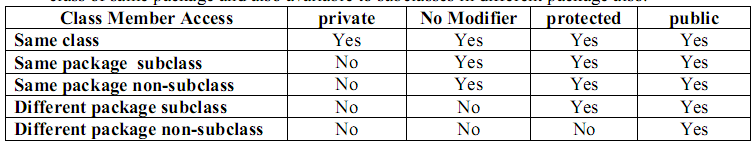 class of same package and also available to subclasses in different package also.
Class Member Access private No Modifier protected public
Same class Yes Yes Yes Yes
Same package subclass No Yes Yes Yes
Same package non-subclass No Yes Yes Yes
Different package subclass No No Yes Yes
Different package non-subclass No No No Yes